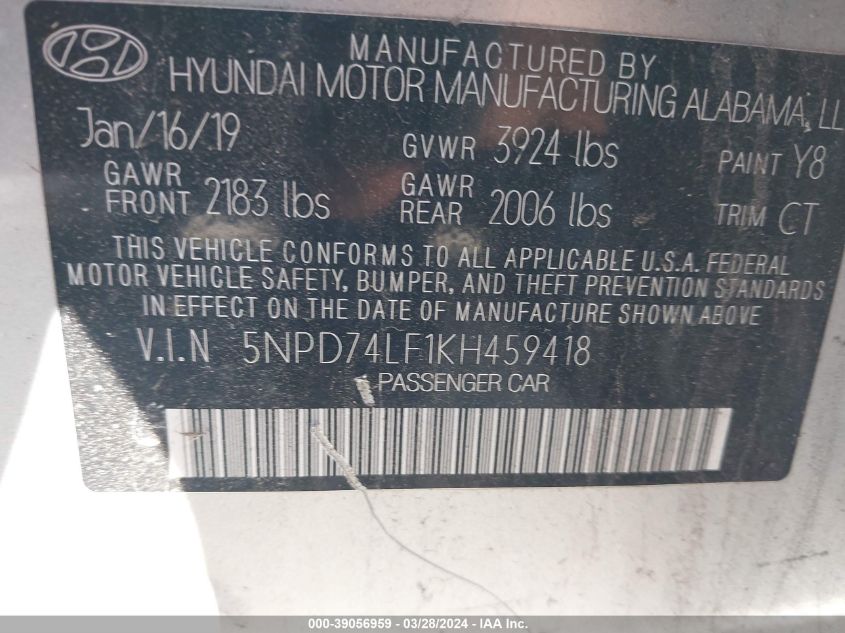 MANUFACTURED BY
HYUNDAI MOTOR MANUFACTURING ALABAMA, LL
Jan/16/19 GVWR 3924 lbs PAINT Y8
GAWR FRONT 2183 lbs GAWR REAR 2006 lbs TRIM CT
THIS VEHICLE CONFORMS TO ALL APPLICABLE U.S.A. FEDERAL
MOTOR VEHICLE SAFETY, BUMPER, AND THEFT PREVENTION STANDARDS
IN EFFECT ON THE DATE OF MANUFACTURE SHOWN ABOVE
V.I.N 5NPD74LF1KH459418
PASSENGER CAR
000-39056959 | 03/28/2024 - IAA Inc.